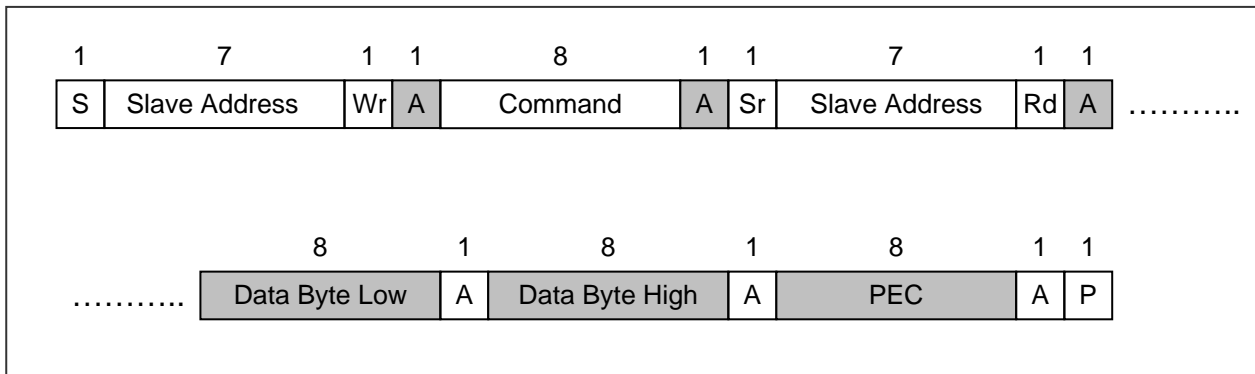 1 7 1 1 8 1 1 7 1 1
S Slave Address Wr A Command A Sr Slave Address Rd A ………..
8 1 8 1 8 1 1
……….. Data Byte Low A Data Byte High A PEC A P